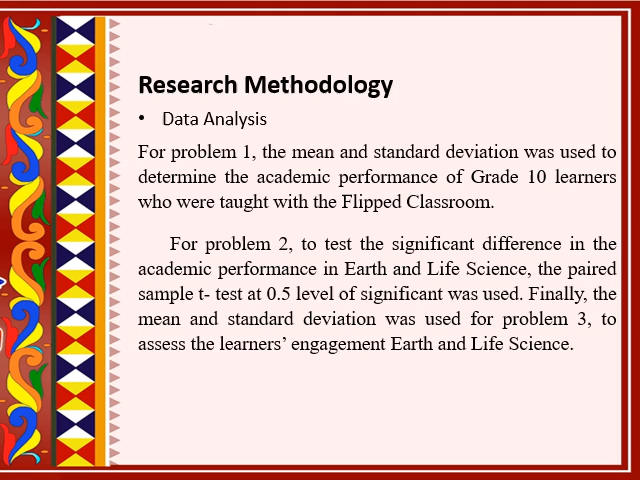 Research Methodology
• Data Analysis
For problem 1, the mean and standard deviation was used to
determine the academic performance of Grade 10 learners
who were taught with the Flipped Classroom.
For problem 2, to test the significant difference in the
academic performance in Earth and Life Science, the paired
sample t- test at 0.5 level of significant was used. Finally, the
mean and standard deviation was used for problem 3, to
assess the learners’ engagement Earth and Life Science.